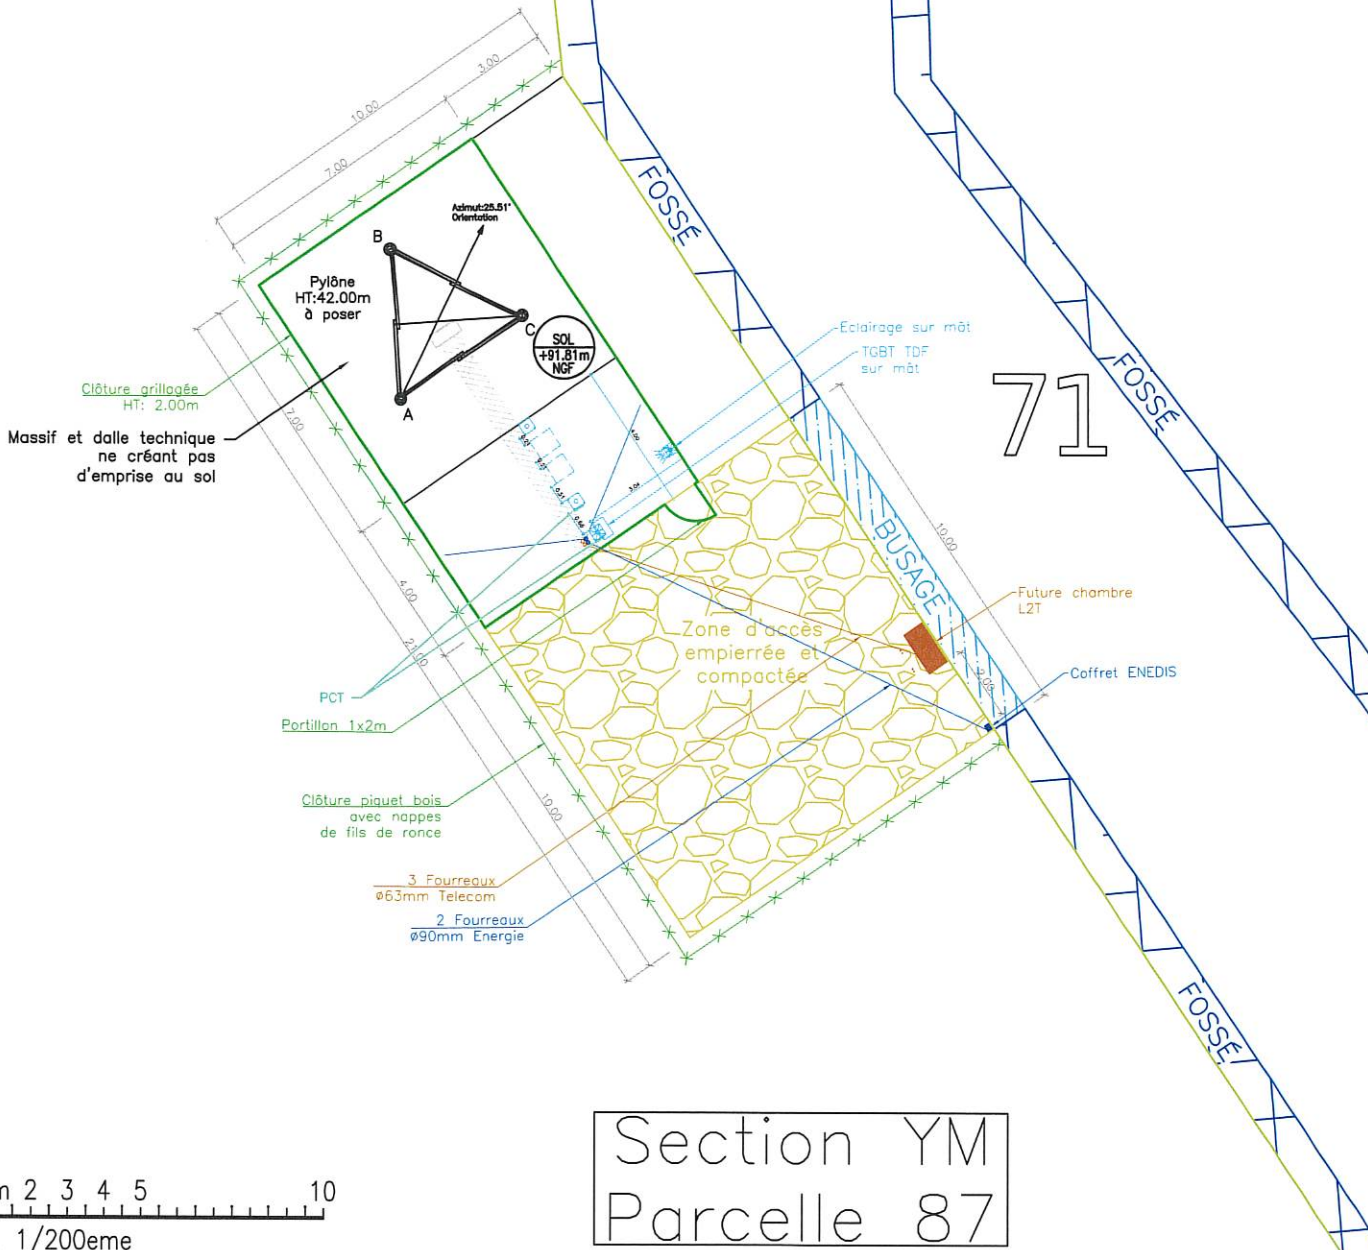 10.00
3.00
7.00
FOSSÉ
Azimut:25.51°
Orientation
B
Pylône
HT:42.00m
à poser
C
SOL
+91.81m
NGF
A
Eclairage sur mât
TGBT TDF
sur mât
FOSSÉ
71
Clôture grillagée
HT: 2.00m
7.00
Massif et dalle technique
ne créant pas
d'emprise au sol
BUSAGE
10.00
4.00
21.00
Future chambre
L2T
Zone d'accès
empierrée et
compactée
Coffret ENEDIS
PCT
Portillon 1x2m
Clôture piquet bois
avec nappes
de fils de ronce
10.00
3 Fourreaux
ø63mm Telecom
2 Fourreaux
ø90mm Energie
FOSSÉ
Section YM
Parcelle 87
2 3 4 5 10
1/200eme